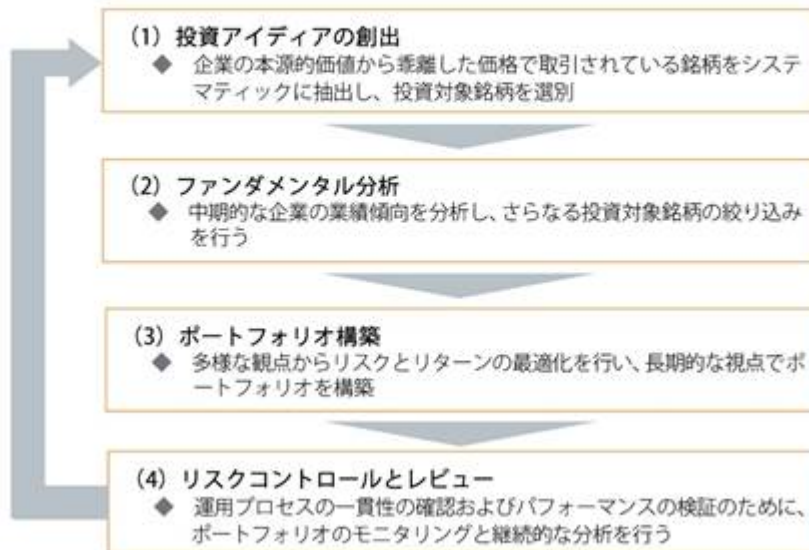 (1) 投資アイディアの創出
◆ 企業の本源的価値から乖離した価格で取引されている銘柄をシステ
マティックに抽出し、投資対象銘柄を選別
(2) ファンダメンタル分析
◆ 中期的な企業の業績傾向を分析し、さらなる投資対象銘柄の絞り込み
を行う
(3) ポートフォリオ構築
◆ 多様な観点からリスクとリターンの最適化を行い、長期的な視点でポ
ートフォリオを構築
(4) リスクコントロールとレビュー
◆ 運用プロセスの一貫性の確認およびパフォーマンスの検証のために、
ポートフォリオのモニタリングと継続的な分析を行う